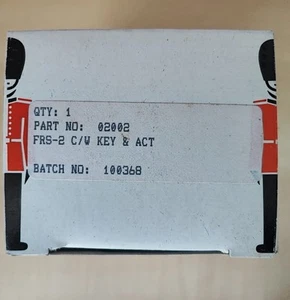 QTY: 1
PART NO: 02002
FRS-2 C/W KEY & ACT
BATCH NO: 100368